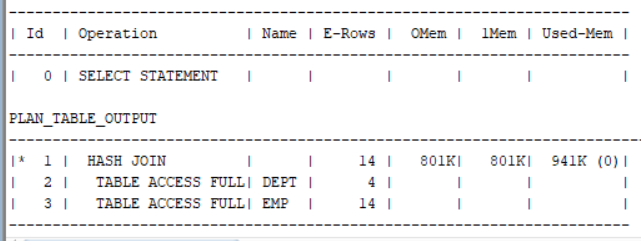 --------------------------------------------------------------------------------
| Id  | Operation          | Name | E-Rows |  OMem |  1Mem | Used-Mem |
--------------------------------------------------------------------------------
|   0 | SELECT STATEMENT   |      |        |       |       |          |
PLAN_TABLE_OUTPUT
--------------------------------------------------------------------------------
|*  1 |  HASH JOIN         |      |     14 |   801K|   801K|  941K (0)|
|   2 |   TABLE ACCESS FULL| DEPT |      4 |       |       |          |
|   3 |   TABLE ACCESS FULL| EMP  |     14 |       |       |          |
--------------------------------------------------------------------------------